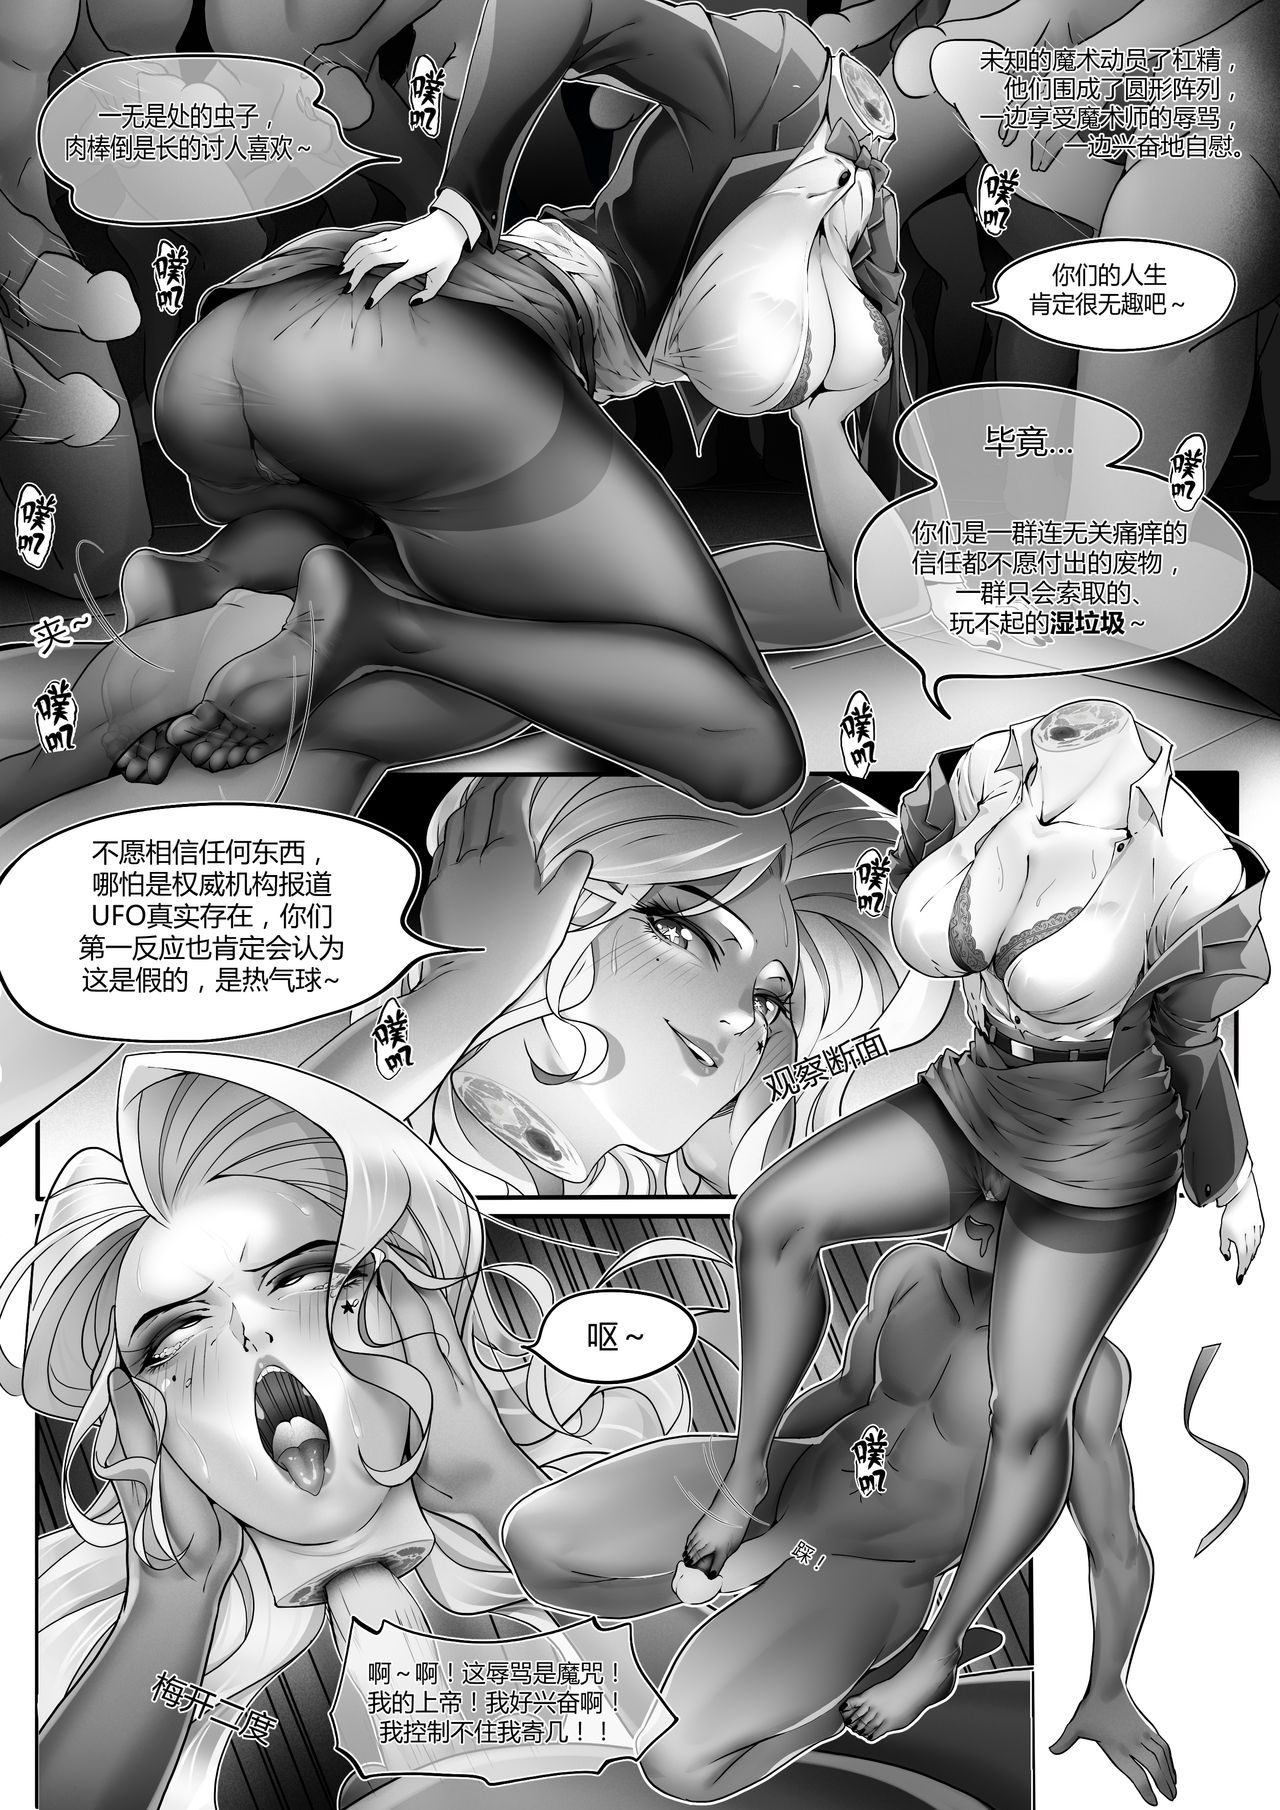 一无是处的虫子，
肉棒倒是长的讨人喜欢～
未知的魔术动员了杠精，
他们围成了圆形阵列，
一边享受魔术师的辱骂，
一边兴奋地自慰。
噗叽
噗叽
噗叽
你们的人生
肯定很无趣吧～
毕竟…
噗叽
你们是一群连无关痛痒的
信任都不愿付出的废物，
一群只会索取的、
玩不起的湿垃圾～
噗叽
夹～
噗叽
噗叽
不愿相信任何东西，
哪怕是权威机构报道
UFO真实存在，你们
第一反应也肯定会认为
这是假的，是热气球~
噗叽
噗叽
观察断面
呕～
噗叽
踩！
梅开二度
啊～啊！这辱骂是魔咒！
我的上帝！我好兴奋啊！
我控制不住我寄几！！